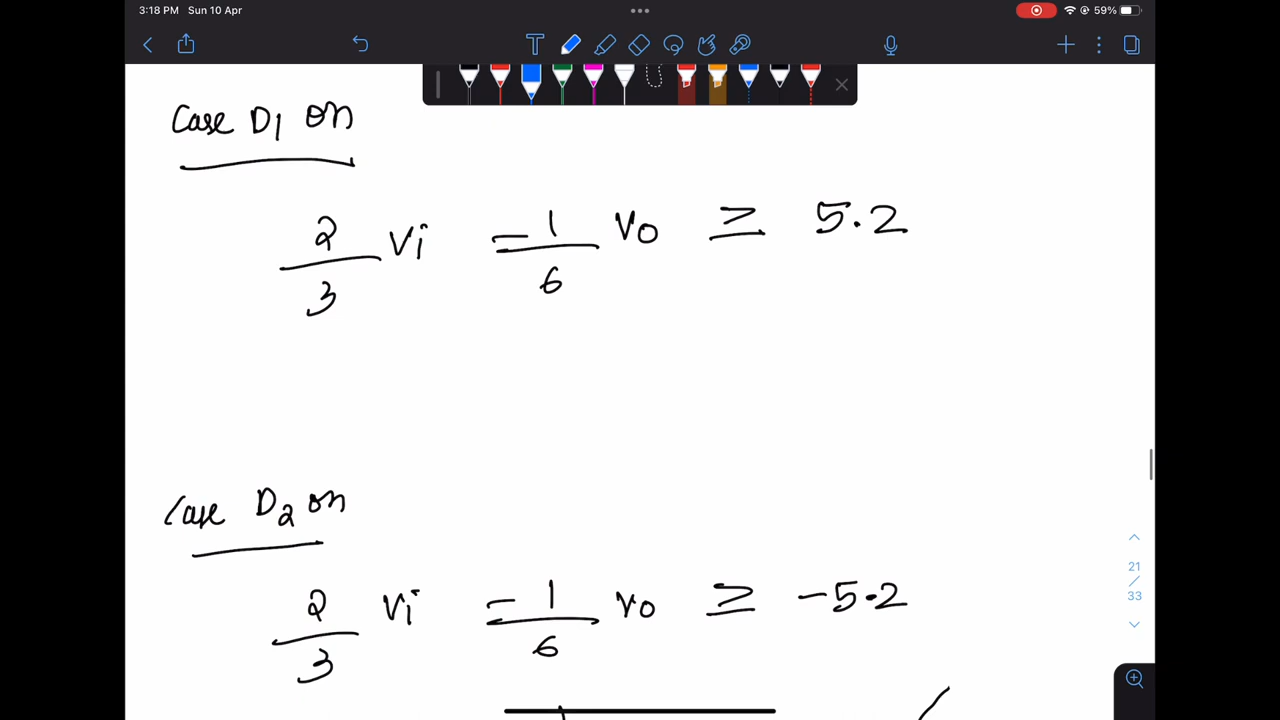 3:18 PM Sun 10 Apr
59%
T
Case D1 on
2/3 Vi - 1/6 Vo ≥ 5.2
Case D2 on
2/3 Vi - 1/6 Vo ≥ -5.2
21
/
33